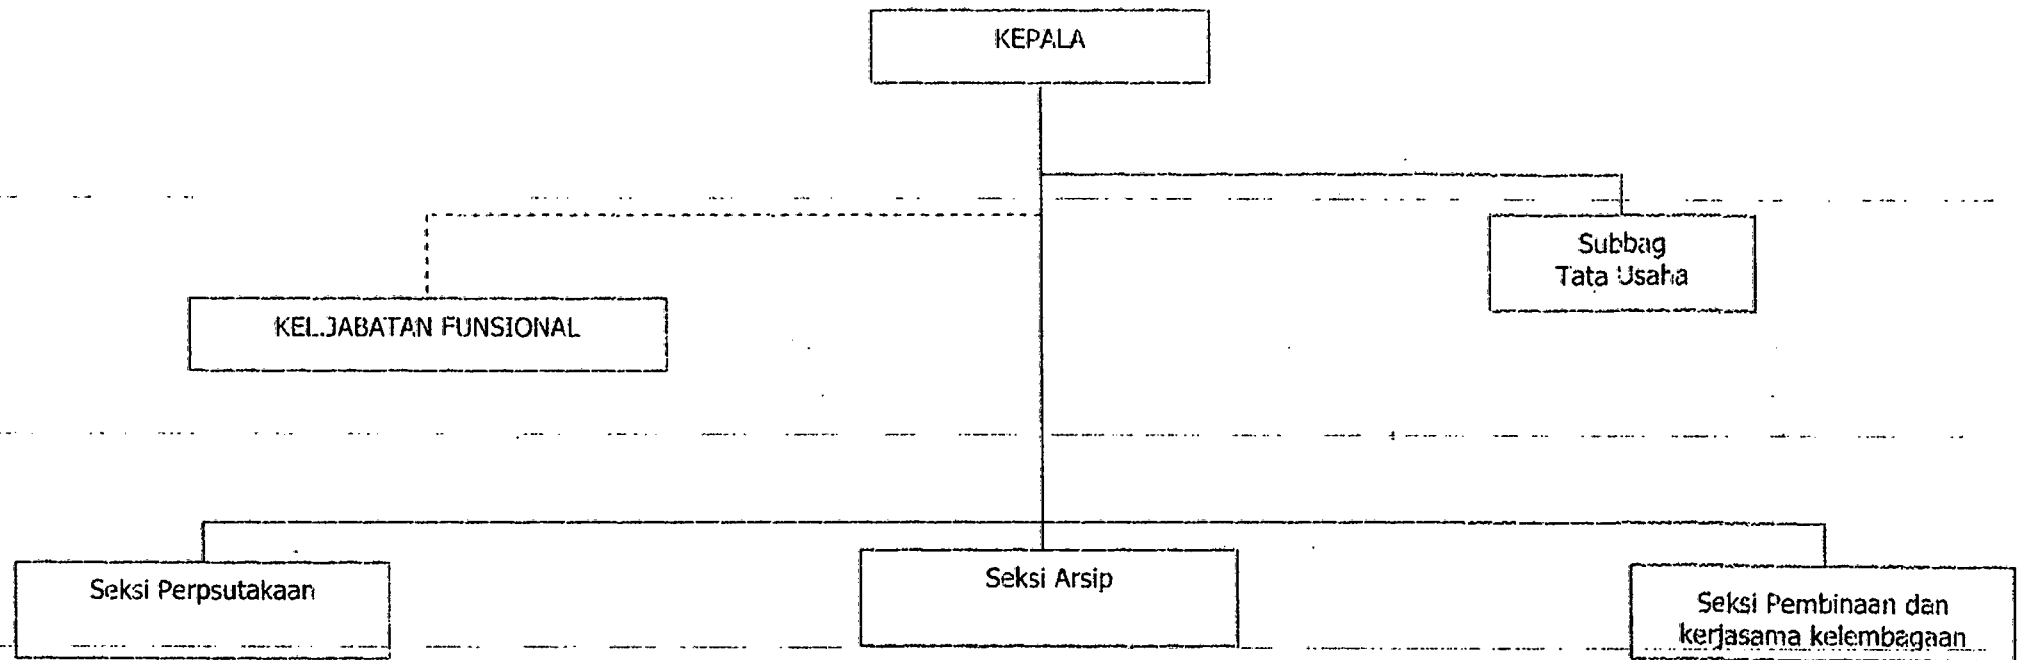 KEPALA
Subbag
Tata Usaha
KEL.JABATAN FUNSIONAL
Seksi Perpsutakaan
Seksi Arsip
Seksi Pembinaan dan
kerjasama kelembagaan